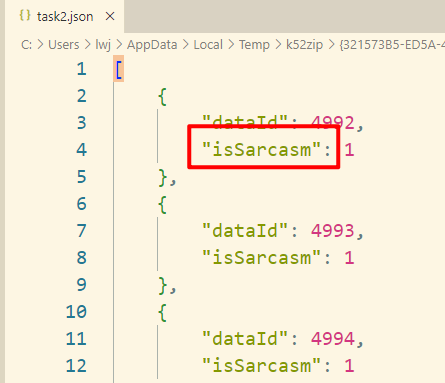 {} task2.json ×
C: > Users > lwj > AppData > Local > Temp > k52zip > {321573B5-ED5A-4
1 [
2 {
3 "dataId": 4992,
4 "isSarcasm": 1
5 },
6 {
7 "dataId": 4993,
8 "isSarcasm": 1
9 },
10 {
11 "dataId": 4994,
12 "isSarcasm": 1